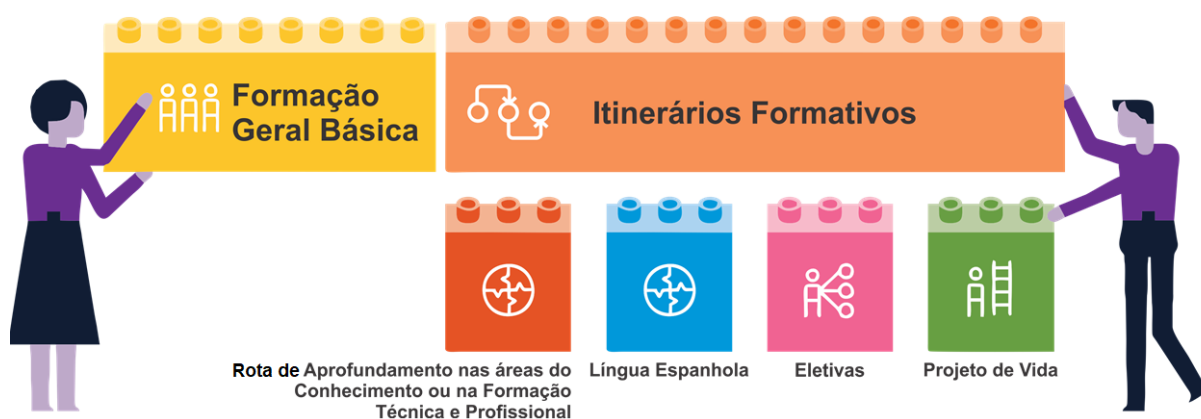 Formação
Geral Básica
Itinerários Formativos
Rota de Aprofundamento nas áreas do
Conhecimento ou na Formação
Técnica e Profissional
Língua Espanhola
Eletivas
Projeto de Vida